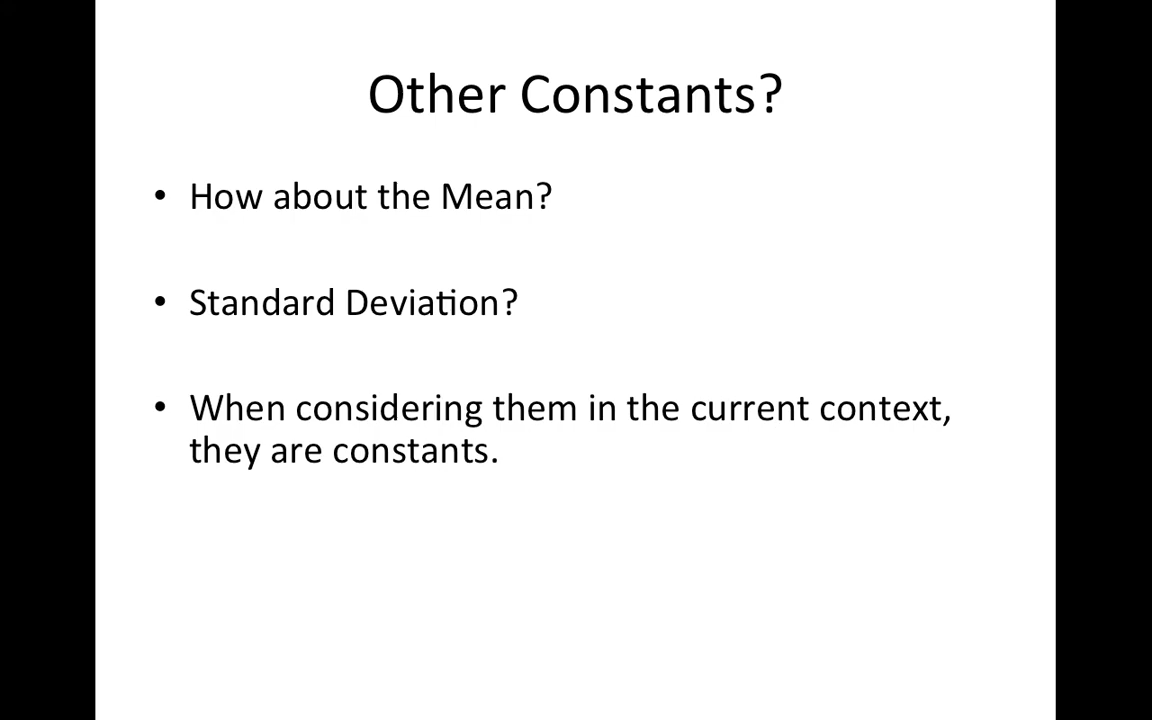 Other Constants?
• How about the Mean?
• Standard Deviation?
• When considering them in the current context,
they are constants.